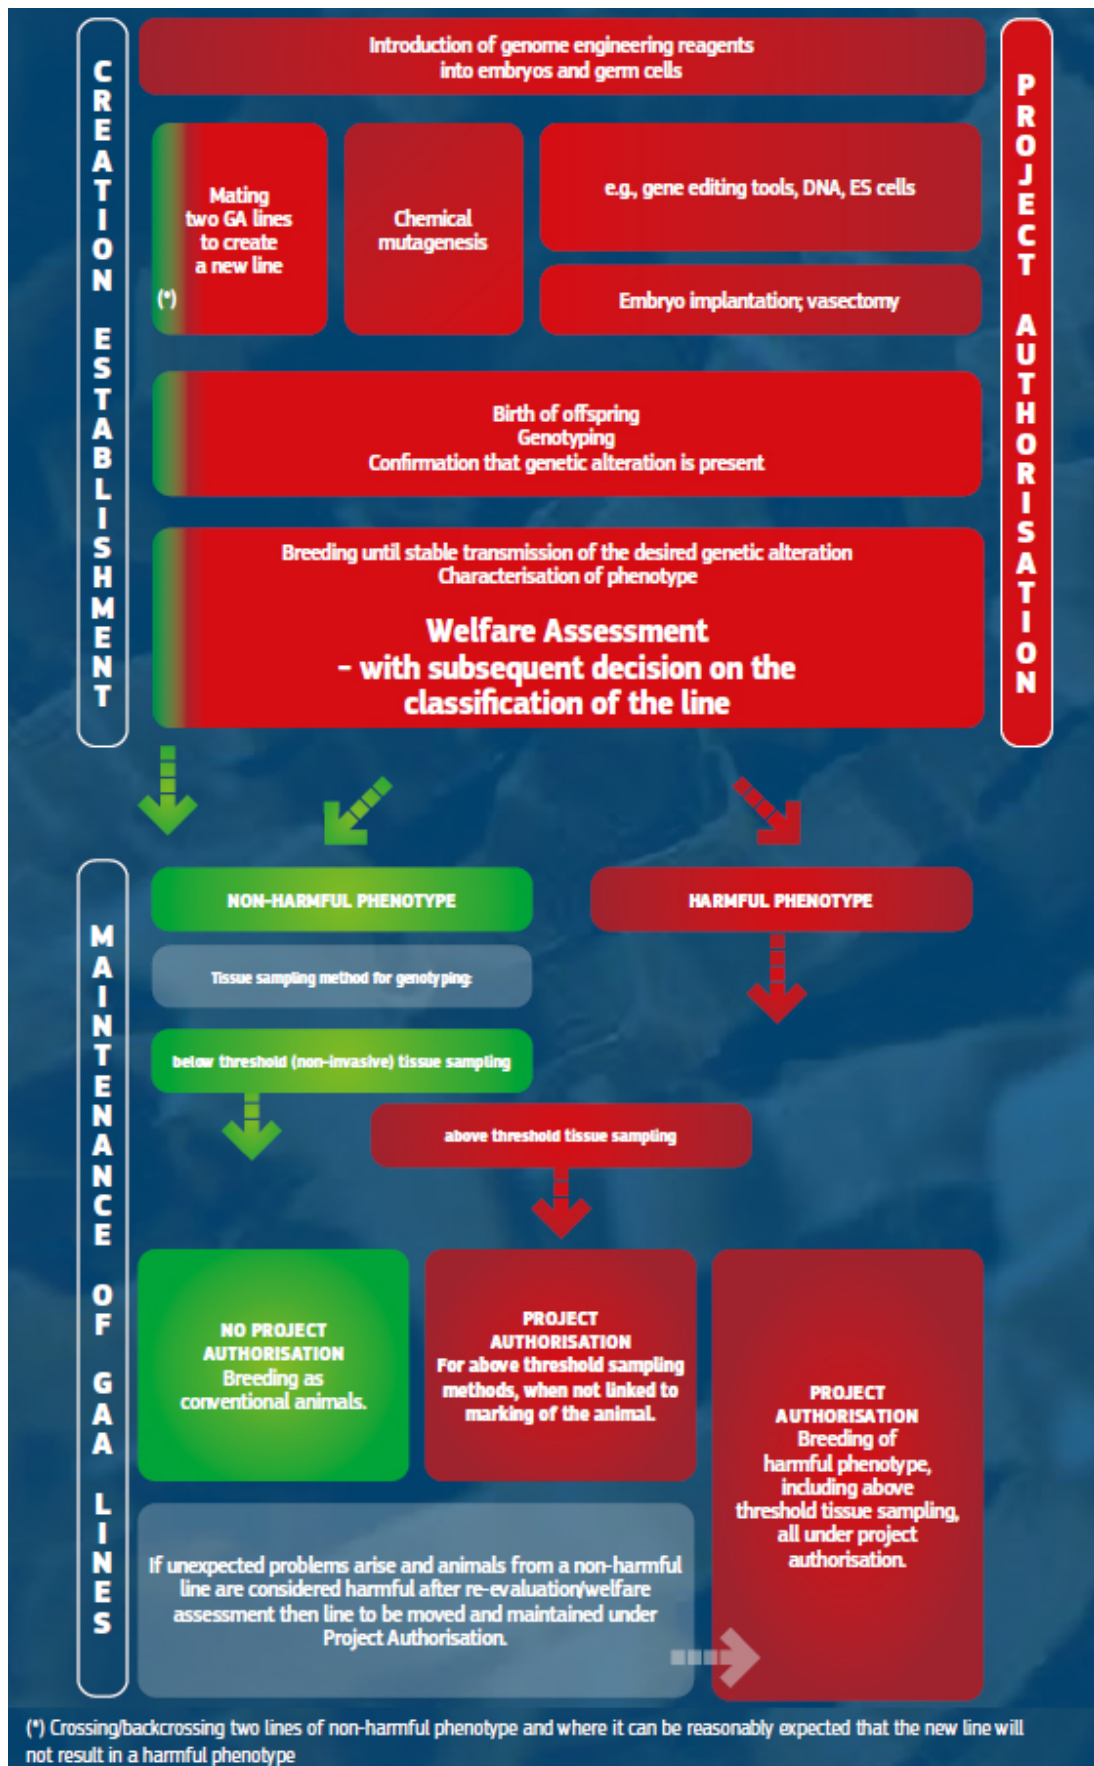 CREATION ESTABLISHMENT
PROJECT AUTHORISATION
Introduction of genome engineering reagents
into embryos and germ cells
Mating
two GA lines
to create
a new line
(*)
Chemical
mutagenesis
e.g., gene editing tools, DNA, ES cells
Embryo implantation; vasectomy
Birth of offspring
Genotyping
Confirmation that genetic alteration is present
Breeding until stable transmission of the desired genetic alteration
Characterisation of phenotype
Welfare Assessment
- with subsequent decision on the
classification of the line
MAINTENANCE OF GAA LINES
NON-HARMFUL PHENOTYPE
HARMFUL PHENOTYPE
Tissue sampling method for genotyping:
below threshold (non-invasive) tissue sampling
above threshold tissue sampling
NO PROJECT
AUTHORISATION
Breeding as
conventional animals.
PROJECT
AUTHORISATION
For above threshold sampling
methods, when not linked to
marking of the animal.
PROJECT
AUTHORISATION
Breeding of
harmful phenotype,
including above
threshold tissue sampling,
all under project
authorisation.
If unexpected problems arise and animals from a non-harmful
line are considered harmful after re-evaluation/welfare
assessment then line to be moved and maintained under
Project Authorisation.
(*) Crossing/backcrossing two lines of non-harmful phenotype and where it can be reasonably expected that the new line will
not result in a harmful phenotype